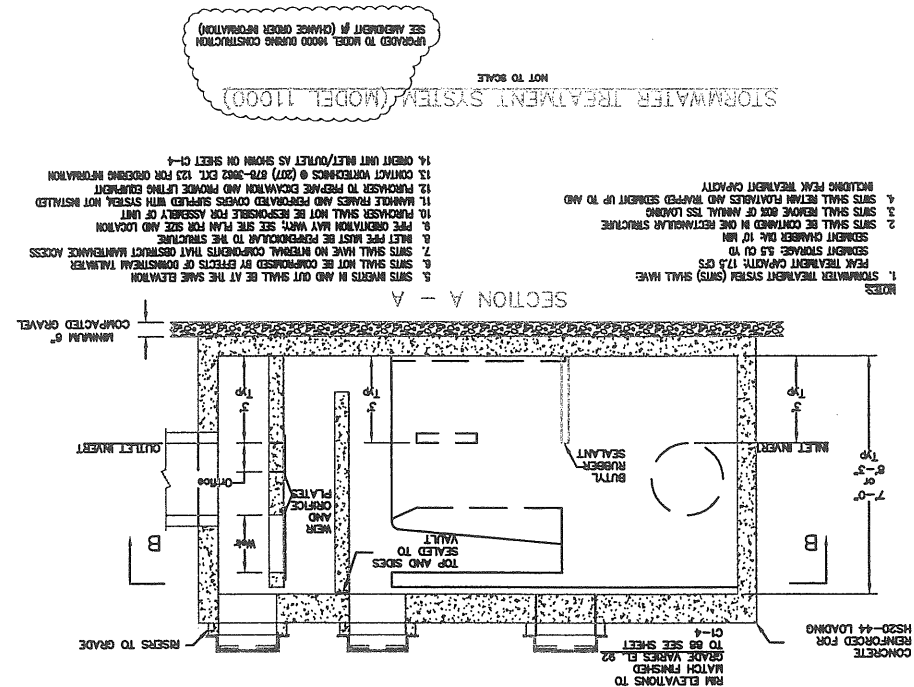 RIM ELEVATIONS TO
MATCH FINISHED
GRADE VARIES EL. 92
TO 88 SEE SHEET
C1-4
CONCRETE
REINFORCED FOR
HS20-44 LOADING
RISERS TO GRADE
B
B
TOP AND SIDES
SEALED TO
VAULT
WEIR
AND
ORIFICE
PLATES
Weir
Orifice
7'-0"
or
8'-3"
Typ
BUTYL
RUBBER
SEALANT
INLET INVERT
OUTLET INVERT
3'
Typ
3'
Typ
3'
Typ
MINIMUM 6"
COMPACTED GRAVEL
SECTION A - A
NOTES
1. STORMWATER TREATMENT SYSTEM (SWTS) SHALL HAVE
PEAK TREATMENT CAPACITY: 17.5 CFS
SEDIMENT STORAGE: 5.5 CU YD
SEDIMENT CHAMBER DIA: 10' MIN
2. SWTS SHALL BE CONTAINED IN ONE RECTANGULAR STRUCTURE
3. SWTS SHALL REMOVE 80% OF ANNUAL TSS LOADING
4. SWTS SHALL RETAIN FLOATABLES AND TRAPPED SEDIMENT UP TO AND
INCLUDING PEAK TREATMENT CAPACITY
5. SWTS INVERTS IN AND OUT SHALL BE AT THE SAME ELEVATION
6. SWTS SHALL NOT BE COMPROMISED BY EFFECTS OF DOWNSTREAM TAILWATER
7. SWTS SHALL HAVE NO INTERNAL COMPONENTS THAT OBSTRUCT MAINTENANCE ACCESS
8. INLET PIPE MUST BE PERPENDICULAR TO THE STRUCTURE
9. PIPE ORIENTATION MAY VARY; SEE SITE PLAN FOR SIZE AND LOCATION
10. PURCHASER SHALL NOT BE RESPONSIBLE FOR ASSEMBLY OF UNIT
11. MANHOLE FRAMES AND PERFORATED COVERS SUPPLIED WITH SYSTEM, NOT INSTALLED
12. PURCHASER TO PREPARE EXCAVATION AND PROVIDE LIFTING EQUIPMENT
13. CONTACT VORTECHNICS @ (207) 878-3662 EXT. 123 FOR ORDERING INFORMATION
14. ORIENT UNIT INLET/OUTLET AS SHOWN ON SHEET C1-4
STORMWATER TREATMENT SYSTEM (MODEL 11000)
NOT TO SCALE
UPGRADED TO MODEL 16000 DURING CONSTRUCTION
SEE AMENDMENT #1 (CHANGE ORDER INFORMATION)